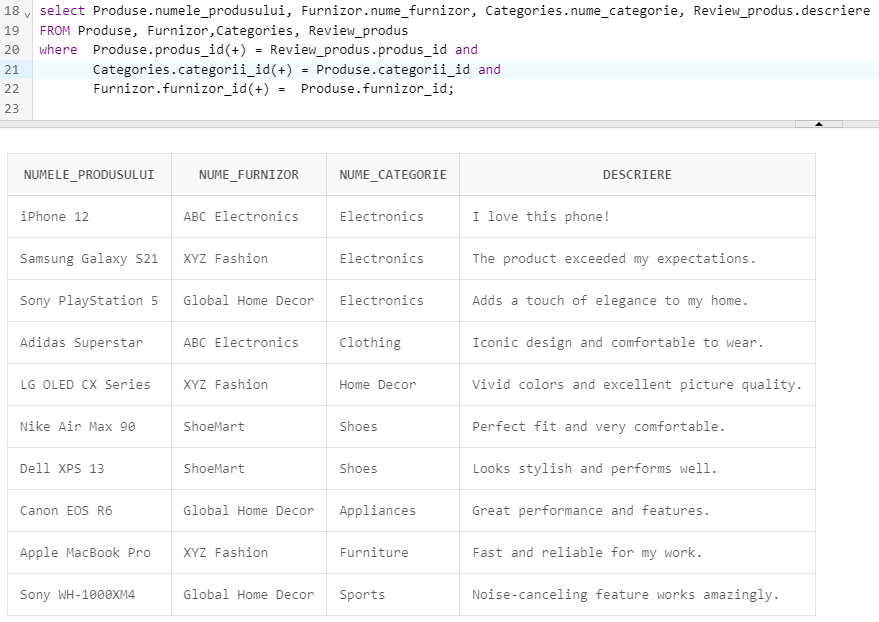 18 select Produse.numele_produsului, Furnizor.nume_furnizor, Categories.nume_categorie, Review_produs.descriere
19 FROM Produse, Furnizor,Categories, Review_produs
20 where  Produse.produs_id(+) = Review_produs.produs_id and
21        Categories.categorii_id(+) = Produse.categorii_id and
22        Furnizor.furnizor_id(+) =  Produse.furnizor_id;
23
NUMELE_PRODUSULUI NUME_FURNIZOR NUME_CATEGORIE DESCRIERE
iPhone 12 ABC Electronics Electronics I love this phone!
Samsung Galaxy S21 XYZ Fashion Electronics The product exceeded my expectations.
Sony PlayStation 5 Global Home Decor Electronics Adds a touch of elegance to my home.
Adidas Superstar ABC Electronics Clothing Iconic design and comfortable to wear.
LG OLED CX Series XYZ Fashion Home Decor Vivid colors and excellent picture quality.
Nike Air Max 90 ShoeMart Shoes Perfect fit and very comfortable.
Dell XPS 13 ShoeMart Shoes Looks stylish and performs well.
Canon EOS R6 Global Home Decor Appliances Great performance and features.
Apple MacBook Pro XYZ Fashion Furniture Fast and reliable for my work.
Sony WH-1000XM4 Global Home Decor Sports Noise-canceling feature works amazingly.